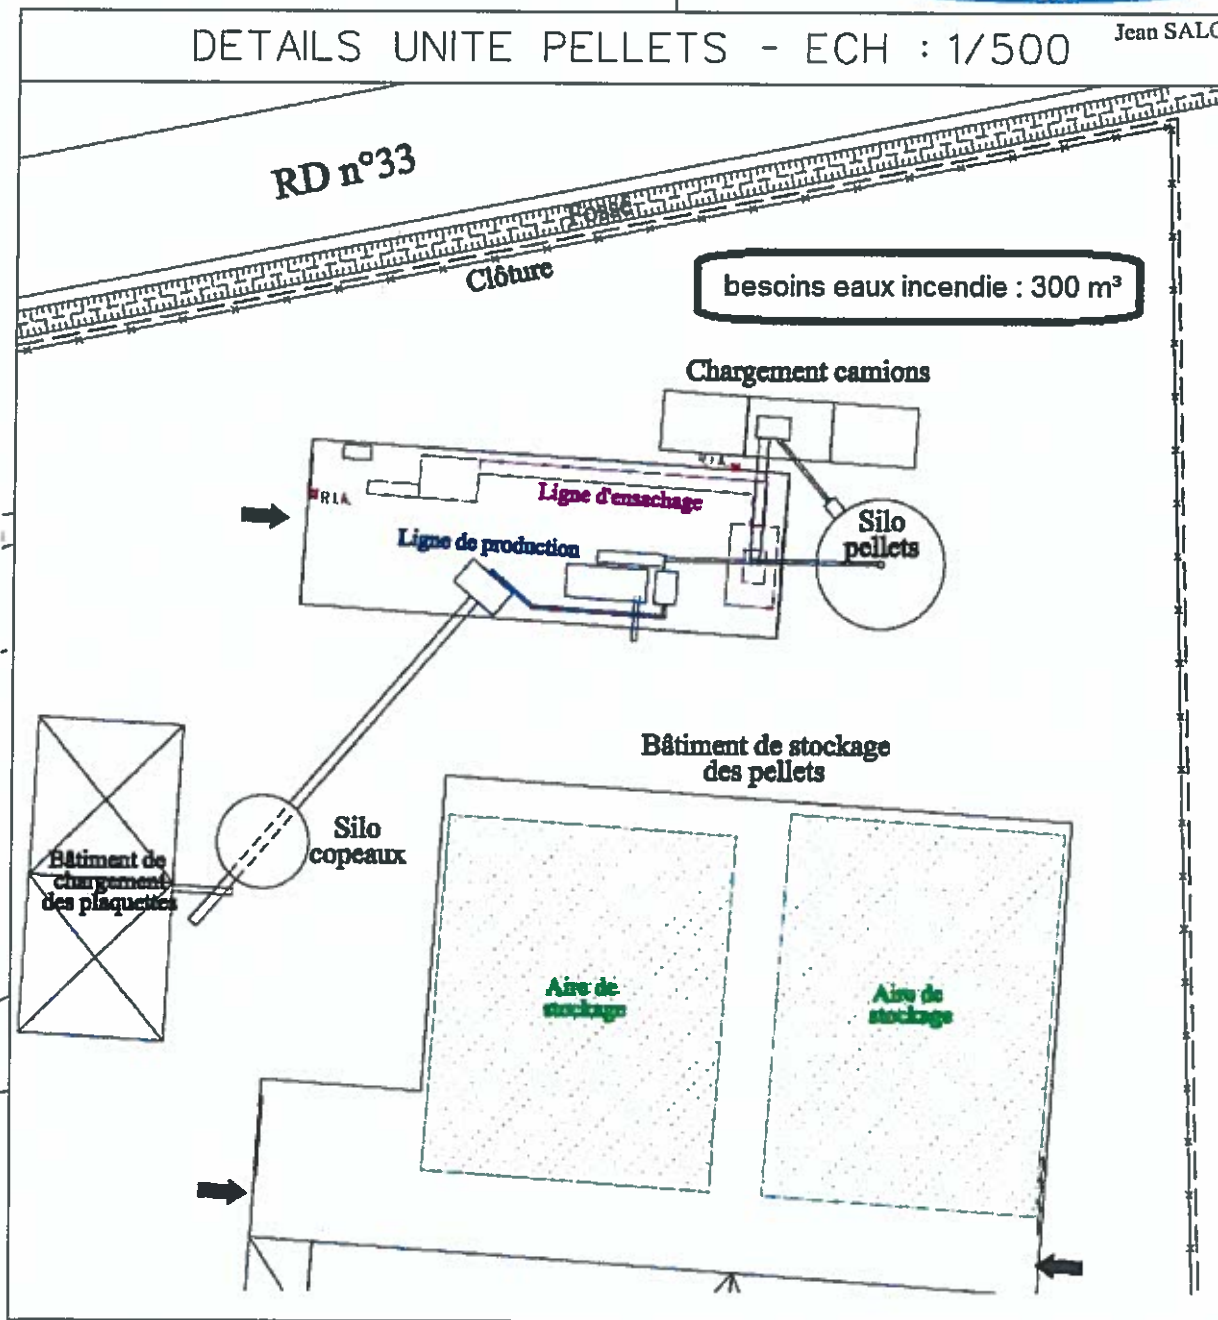 Jean SALO
DETAILS UNITE PELLETS - ECH : 1/500
RD n°33
Fossé
Clôture
besoins eaux incendie : 300 m³
Chargement camions
R.I.A.
Ligne d'ensachage
Silo
pellets
Ligne de production
Bâtiment de stockage
des pellets
Silo
copeaux
Bâtiment de
chargement
des plaquettes
Aire de
stockage
Aire de
stockage